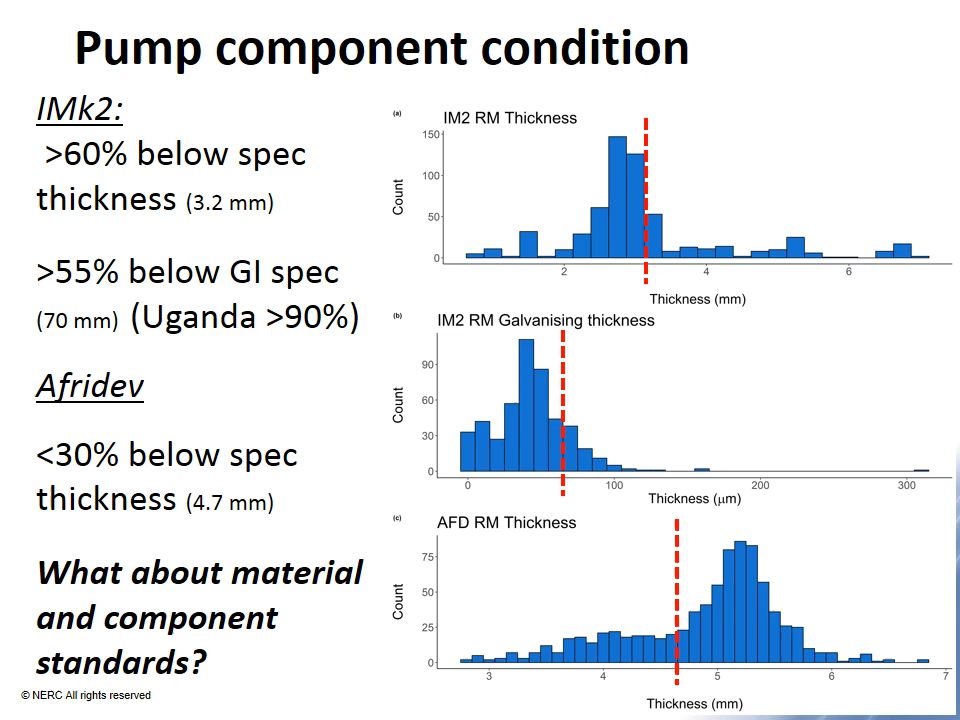 Pump component condition
IMk2:
>60% below spec
thickness (3.2 mm)
>55% below GI spec
(70 mm) (Uganda >90%)
Afridev
<30% below spec
thickness (4.7 mm)
What about material
and component
standards?
© NERC All rights reserved
(a)
IM2 RM Thickness
150
100
50
0
Count
2
4
6
Thickness (mm)
(b)
IM2 RM Galvanising thickness
90
60
30
0
Count
0
100
200
300
Thickness (μm)
(c)
AFD RM Thickness
75
50
25
0
Count
3
4
5
6
7
Thickness (mm)